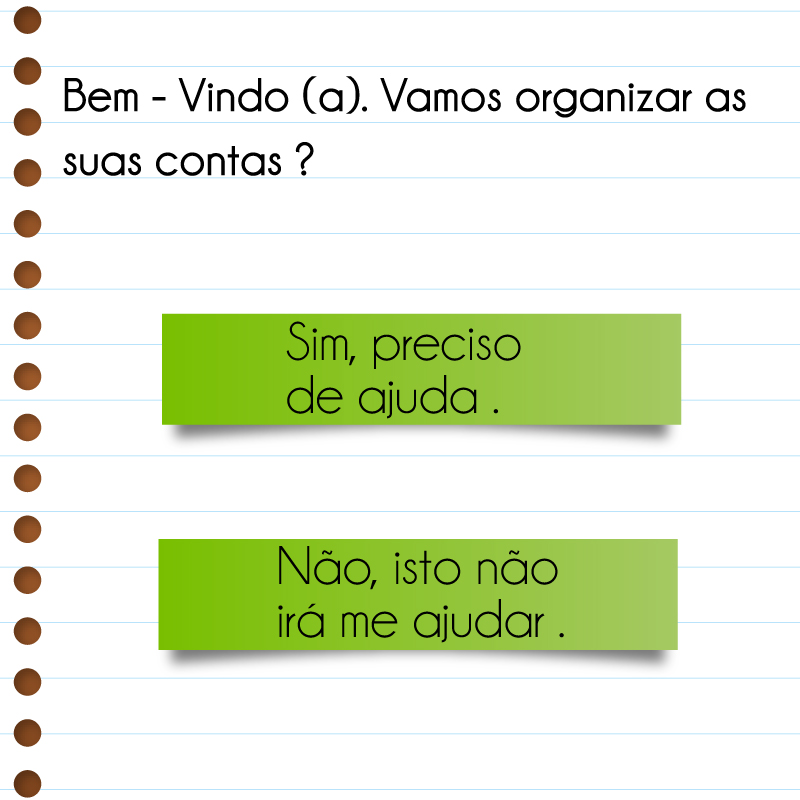 Bem - Vindo (a). Vamos organizar as
suas contas ?
Sim, preciso
de ajuda .
Não, isto não
irá me ajudar .